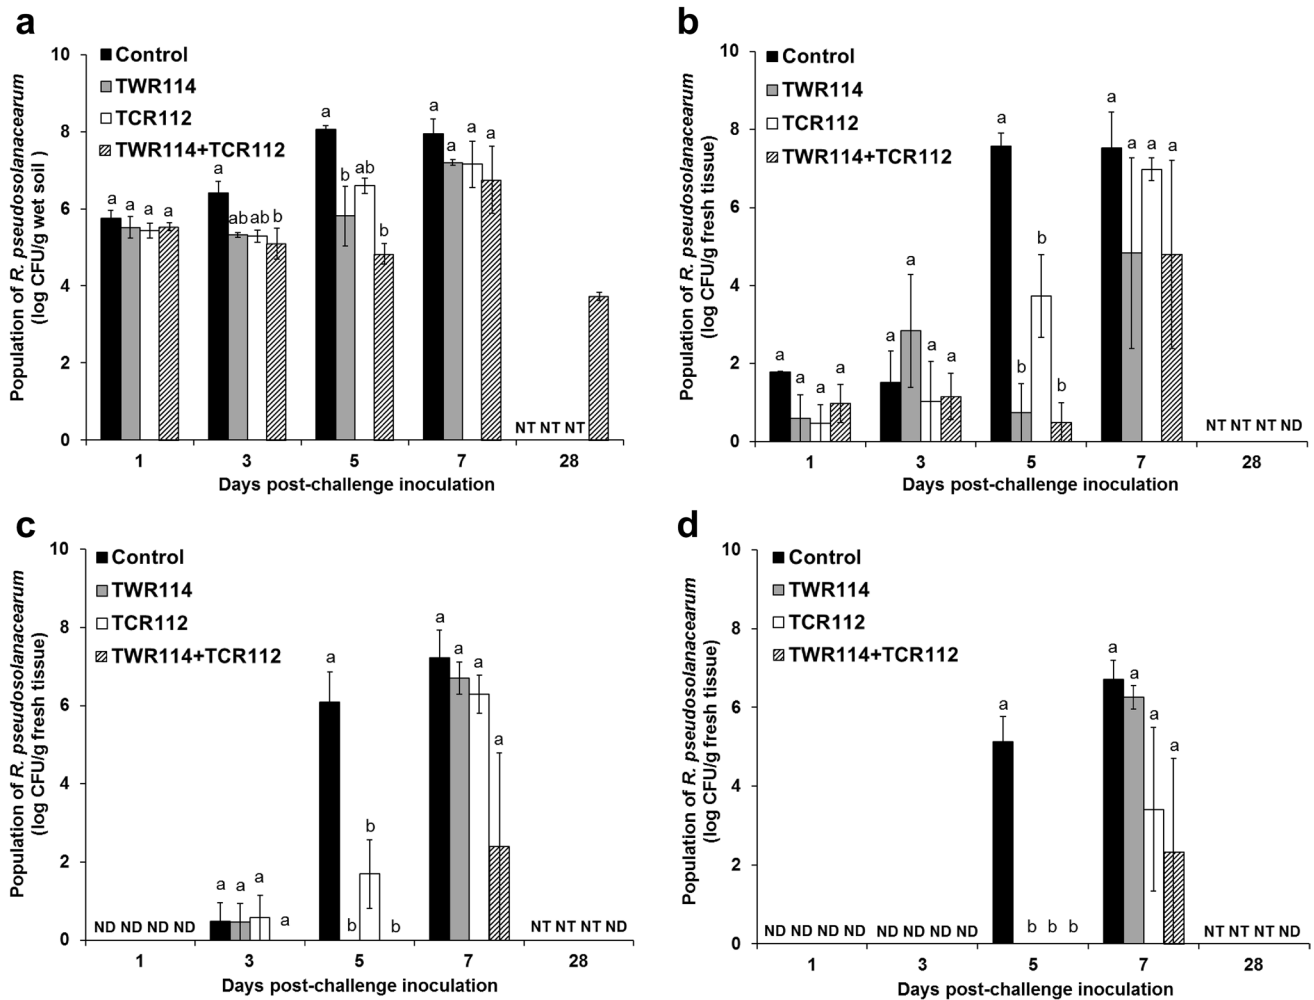 a
Population of R. pseudosolanacearum
(log CFU/g wet soil )
10
8
6
4
2
0
Control
TWR114
TCR112
TWR114+TCR112
a a a a
a ab ab b
a b ab b
a a a a
NT NT NT
1 3 5 7 28
Days post-challenge inoculation
b
Population of R. pseudosolanacearum
(log CFU/g fresh tissue)
10
8
6
4
2
0
Control
TWR114
TCR112
TWR114+TCR112
a a a a
a a a a
a b b b
a a a a
NT NT NT ND
1 3 5 7 28
Days post-challenge inoculation
c
Population of R. pseudosolanacearum
(log CFU/g fresh tissue)
10
8
6
4
2
0
Control
TWR114
TCR112
TWR114+TCR112
ND ND ND ND
a a a a
a b b b
a a a a
NT NT NT ND
1 3 5 7 28
Days post-challenge inoculation
d
Population of R. pseudosolanacearum
(log CFU/g fresh tissue)
10
8
6
4
2
0
Control
TWR114
TCR112
TWR114+TCR112
ND ND ND ND
ND ND ND ND
a b b b
a a a a
NT NT NT ND
1 3 5 7 28
Days post-challenge inoculation